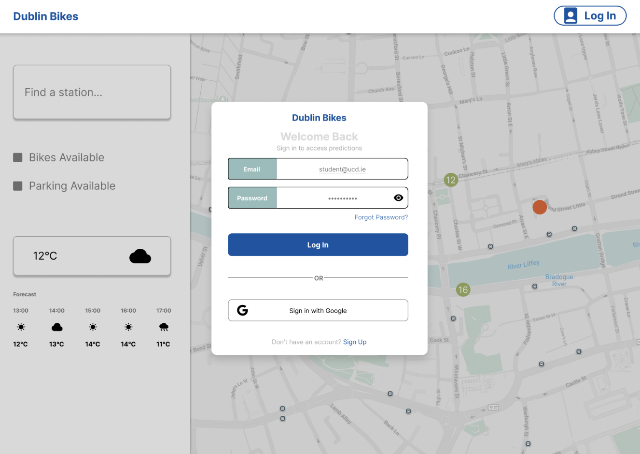 Dublin Bikes
Log In
Find a station...
Bikes Available
Parking Available
12°C
Forecast
13:00 14:00 15:00 16:00 17:00
12°C 13°C 14°C 14°C 11°C
Dublin Bikes
Welcome Back
Sign in to access predictions
Email student@ucd.ie
Password ••••••••••
Forgot Password?
Log In
OR
G Sign in with Google
Don't have an account? Sign Up
12
16
River Liffey
Bradogue
River